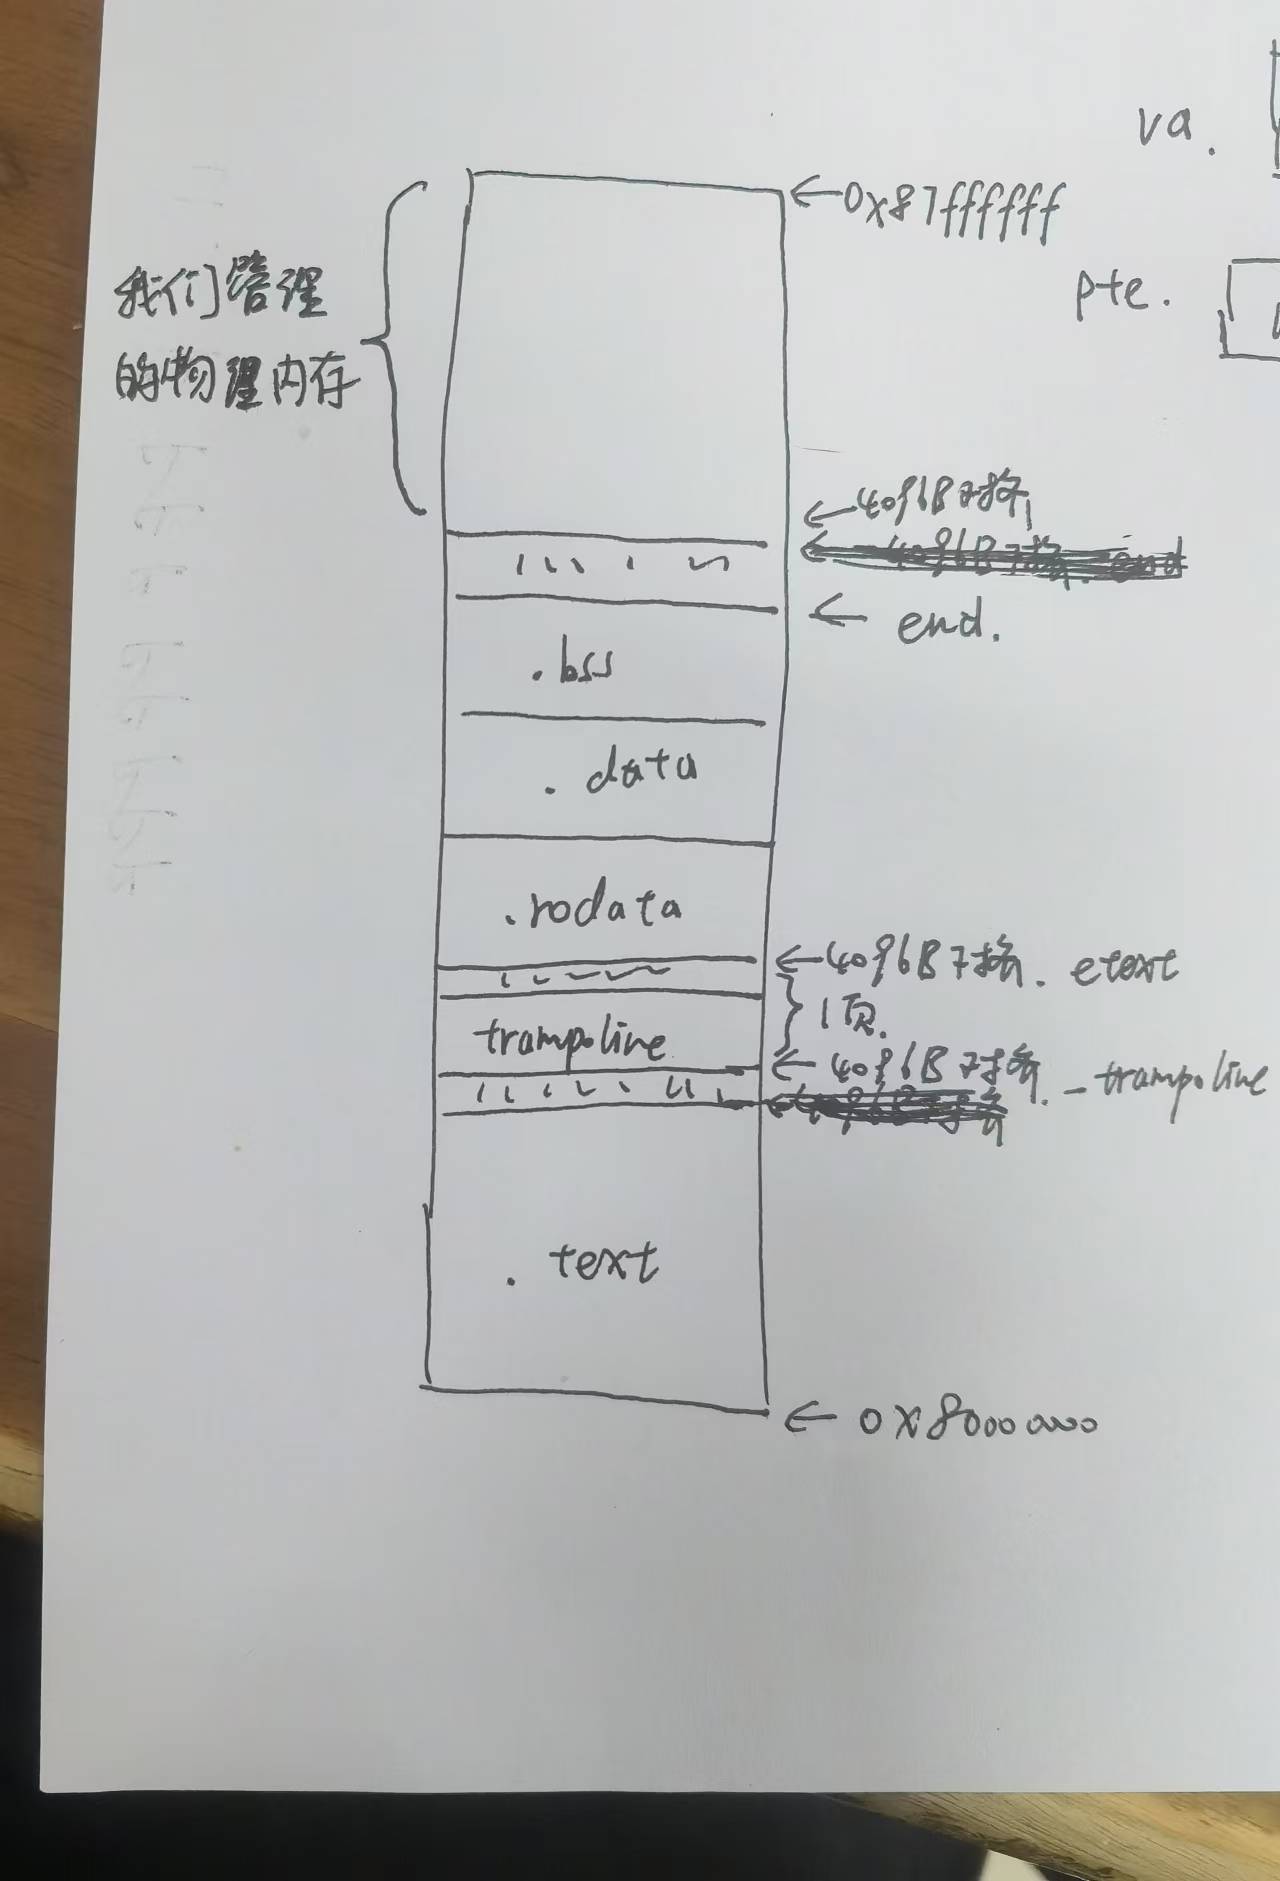 va.
←0x87ffffff
pte.
我们管理
的物理内存
←4096B对齐
← end.
.bss
.data
.rodata
←4096B对齐. etext
1页.
trampoline
←4096B对齐. _trampoline
.text
← 0x80000000